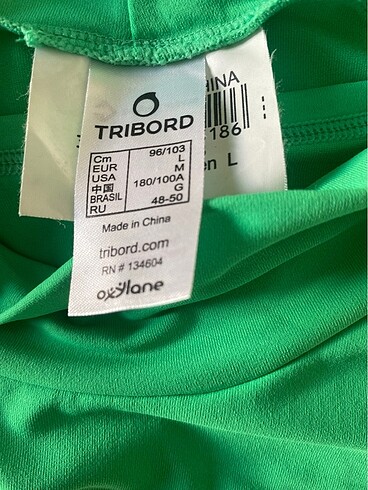 TRIBORD
Cm 96/103
EUR L
USA M
中国 180/100A
BRASIL G
RU 48-50
Made in China
tribord.com
RN # 134604
oxylane
HINA
186
en L